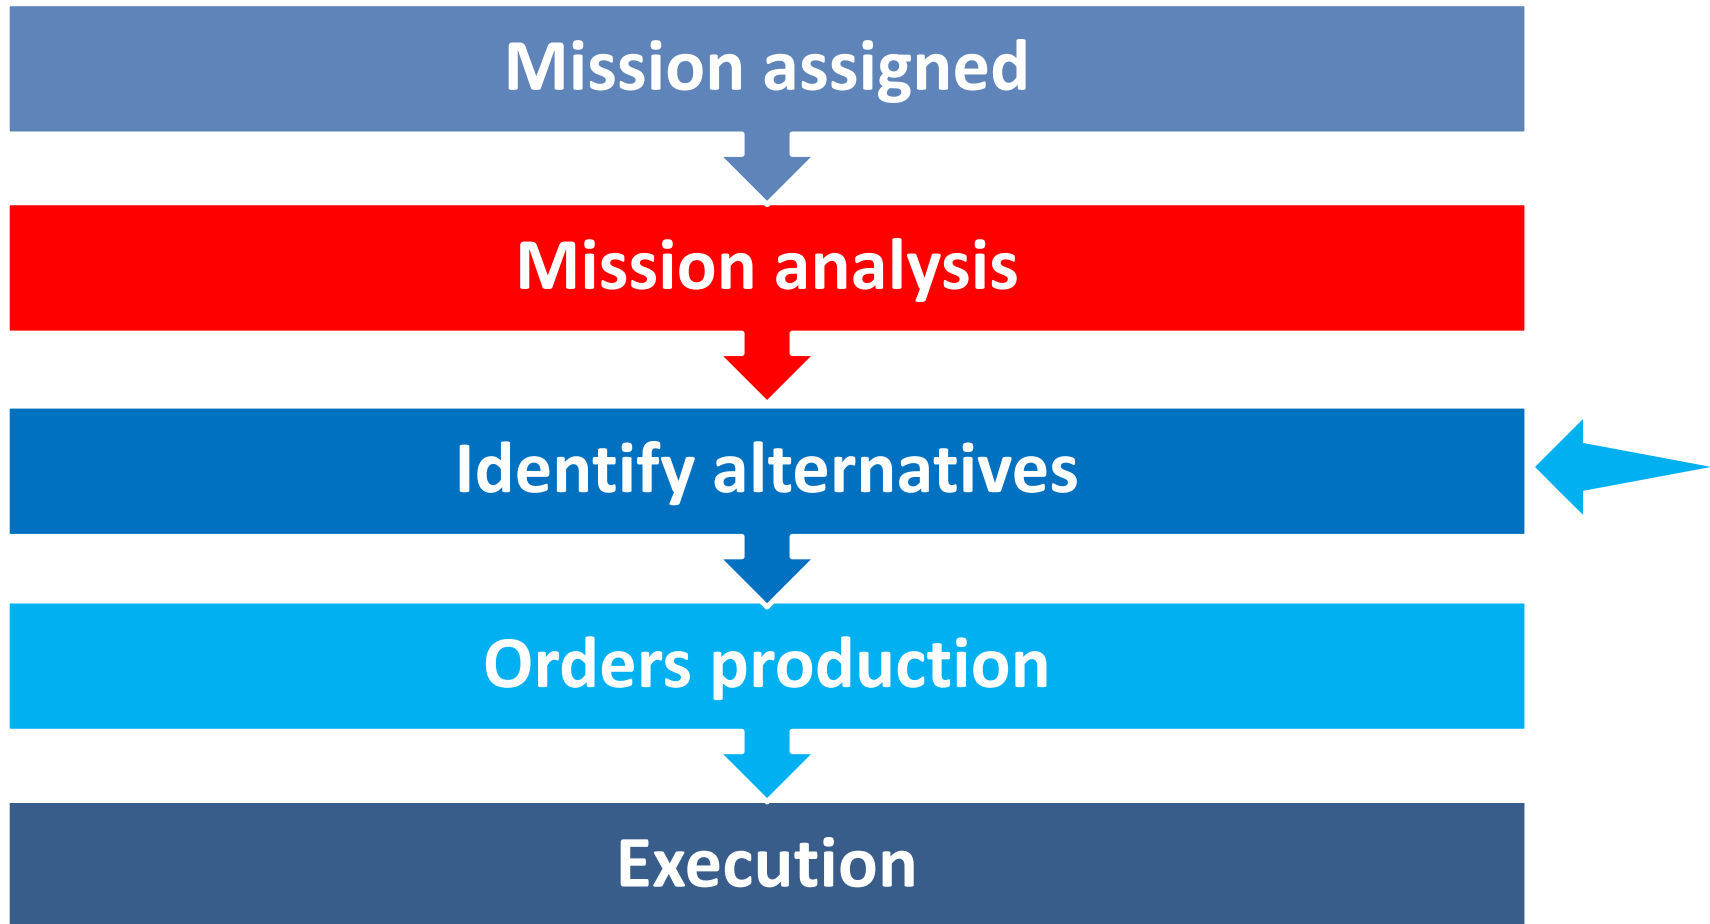 Mission assigned
Mission analysis
Identify alternatives
Orders production
Execution